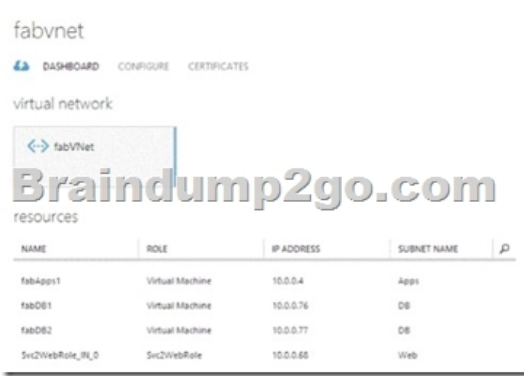 fabvnet
DASHBOARD CONFIGURE CERTIFICATES
virtual network
fabVNet
Braindump2go.com
resources
NAME ROLE IP ADDRESS SUBNET NAME
fabApps1 Virtual Machine 10.0.0.4 Apps
fabDB1 Virtual Machine 10.0.0.76 DB
fabDB2 Virtual Machine 10.0.0.77 DB
Svc2WebRole_IN_0 Svc2WebRole 10.0.0.68 Web